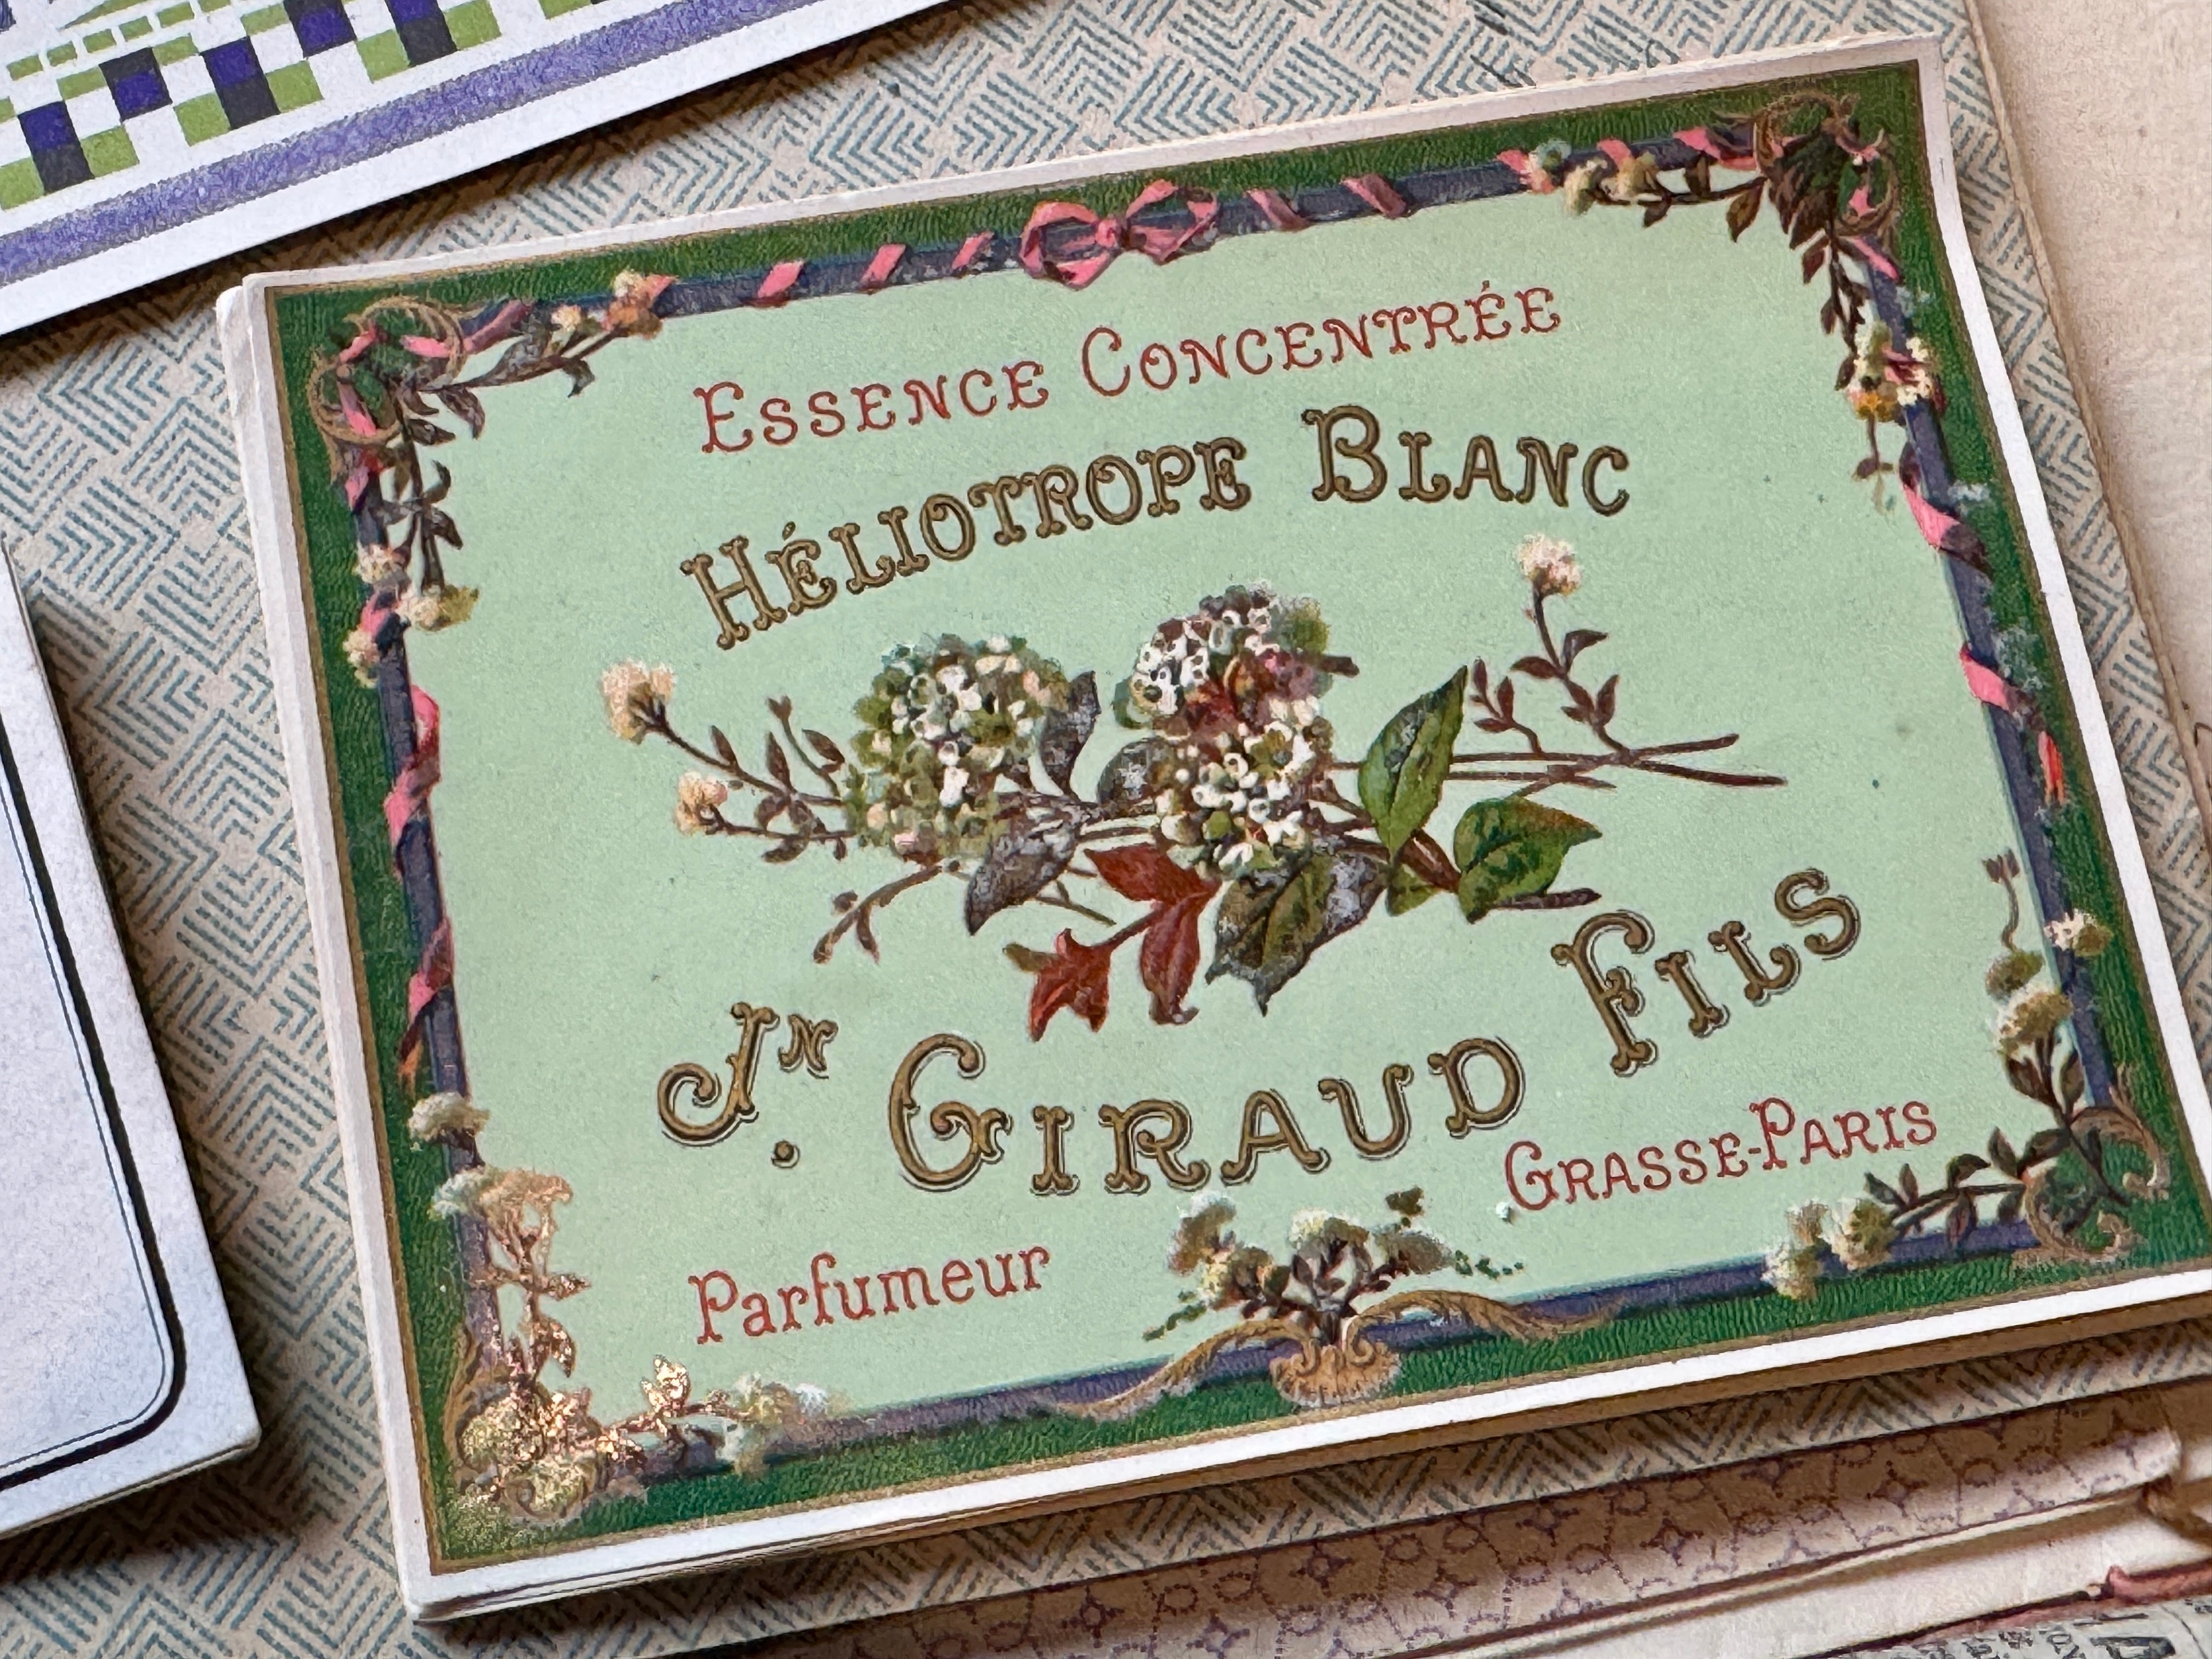 ESSENCE CONCENTRÉE
HÉLIOTROPE BLANC
JN. GIRAUD FILS
GRASSE-PARIS
Parfumeur